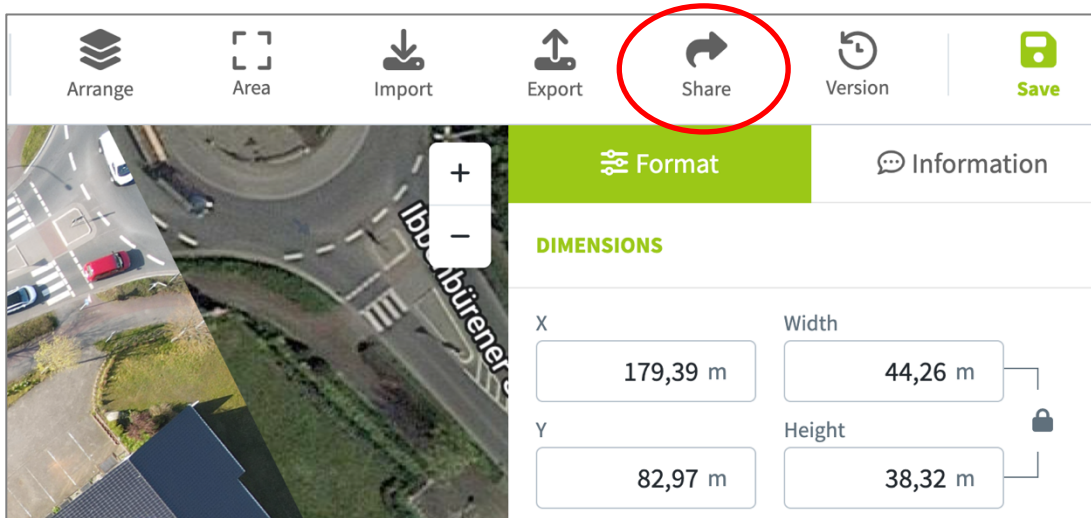 Arrange
Area
Import
Export
Share
Version
Save
Format
Information
+
−
Ibbenbürener
DIMENSIONS
X
Width
179,39 m
44,26 m
Y
Height
82,97 m
38,32 m